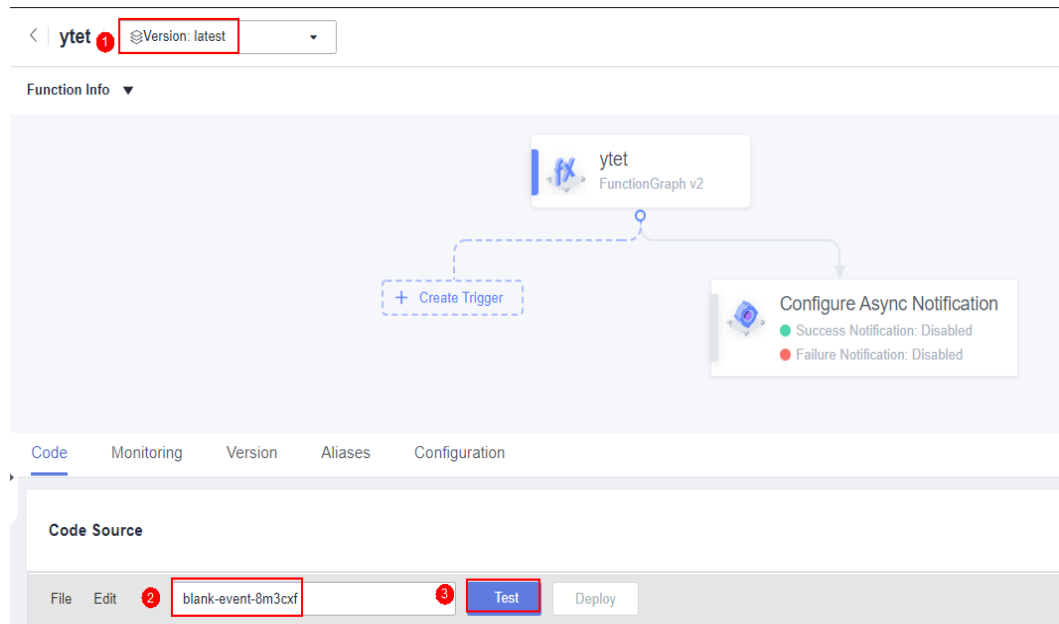 ytet 1 Version: latest
Function Info
ytet
FunctionGraph v2
+ Create Trigger
Configure Async Notification
Success Notification: Disabled
Failure Notification: Disabled
Code Monitoring Version Aliases Configuration
Code Source
File Edit 2 blank-event-8m3cxf 3 Test Deploy